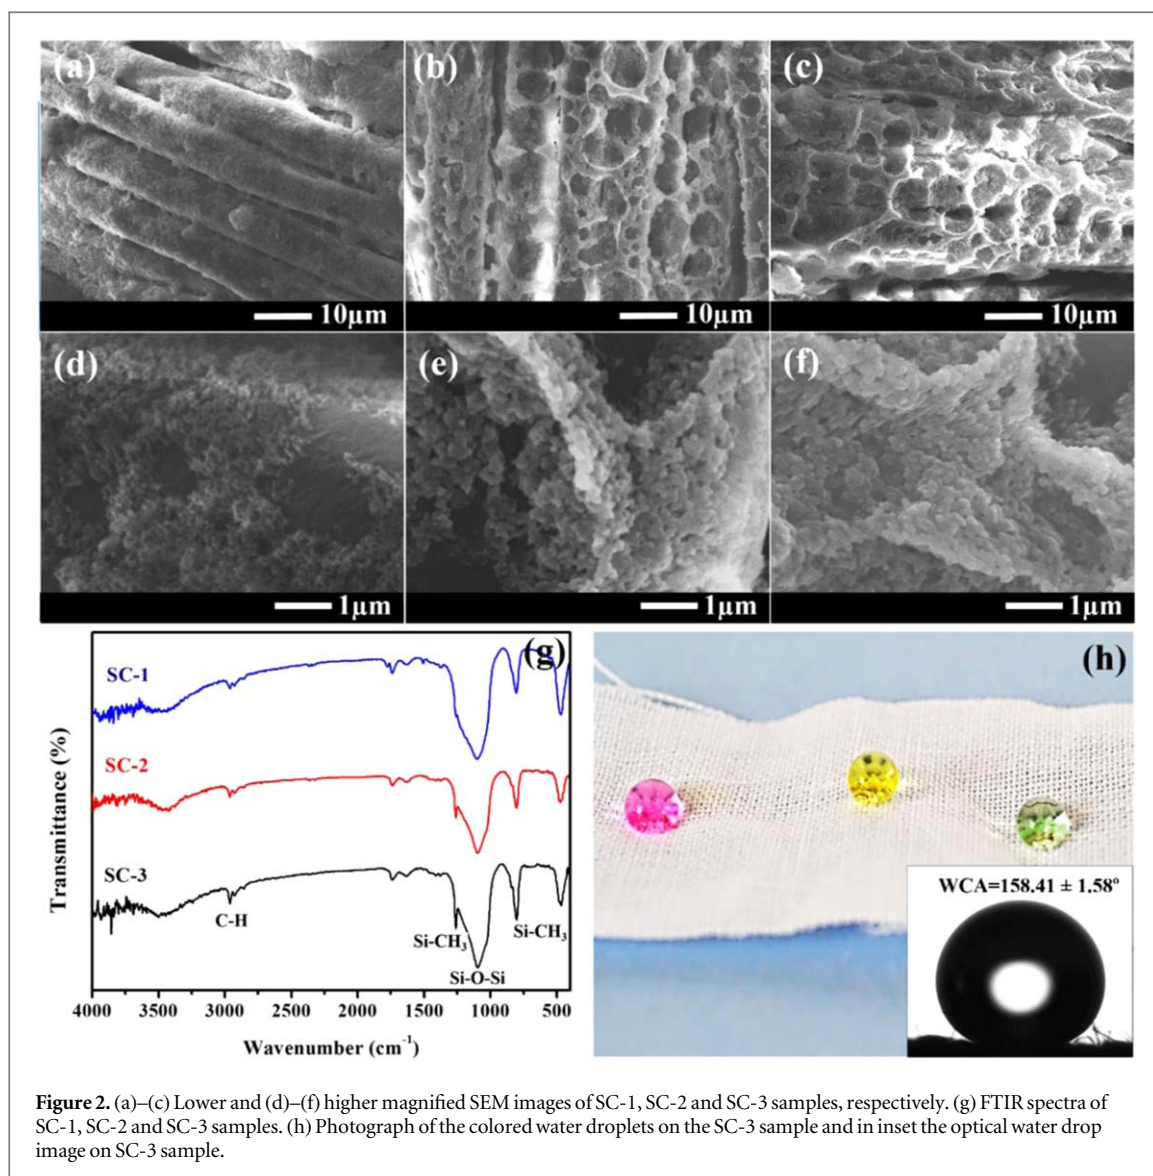 (a)
(b)
(c)
10µm
10µm
10µm
(d)
(e)
(f)
1µm
1µm
1µm
(g)
SC-1
SC-2
SC-3
C-H
Si-CH3
Si-O-Si
Si-CH3
Transmittance (%)
4000 3500 3000 2500 2000 1500 1000 500
Wavenumber (cm-1)
(h)
WCA=158.41 ± 1.58º
Figure 2. (a)–(c) Lower and (d)–(f) higher magnified SEM images of SC-1, SC-2 and SC-3 samples, respectively. (g) FTIR spectra of
SC-1, SC-2 and SC-3 samples. (h) Photograph of the colored water droplets on the SC-3 sample and in inset the optical water drop
image on SC-3 sample.